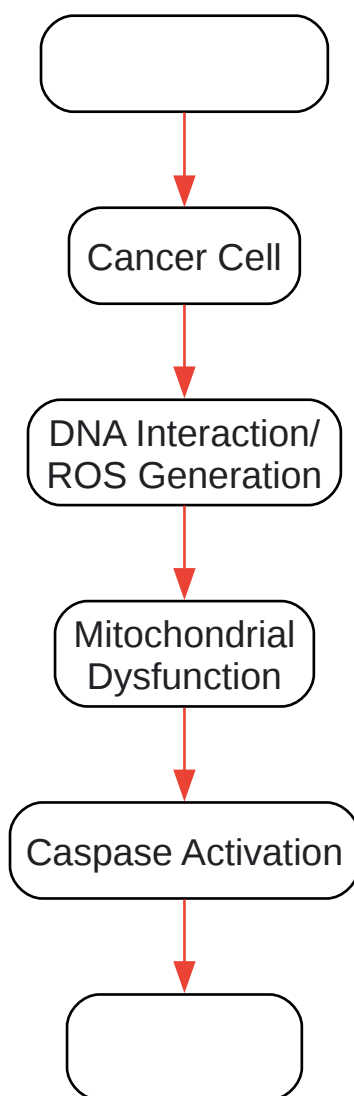 Cancer Cell
DNA Interaction/
ROS Generation
Mitochondrial
Dysfunction
Caspase Activation